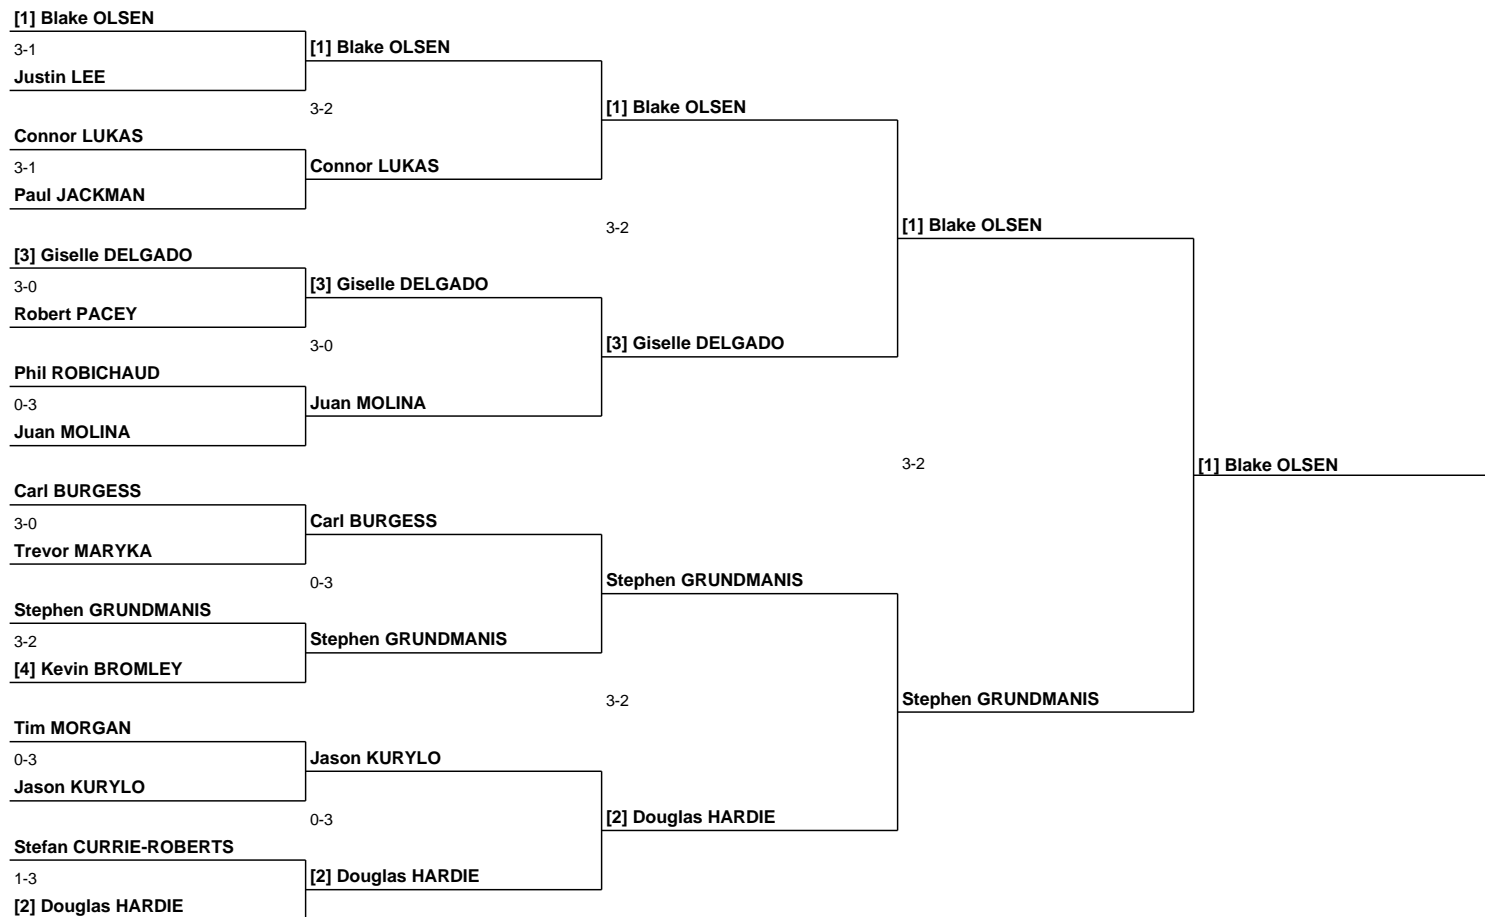 [1] Blake OLSEN
3-1
Justin LEE
Connor LUKAS
3-1
Paul JACKMAN
[3] Giselle DELGADO
3-0
Robert PACEY
Phil ROBICHAUD
0-3
Juan MOLINA
Carl BURGESS
3-0
Trevor MARYKA
Stephen GRUNDMANIS
3-2
[4] Kevin BROMLEY
Tim MORGAN
0-3
Jason KURYLO
Stefan CURRIE-ROBERTS
1-3
[2] Douglas HARDIE
[1] Blake OLSEN
3-2
Connor LUKAS
[3] Giselle DELGADO
3-0
Juan MOLINA
Carl BURGESS
0-3
Stephen GRUNDMANIS
Jason KURYLO
0-3
[2] Douglas HARDIE
[1] Blake OLSEN
3-2
[3] Giselle DELGADO
Stephen GRUNDMANIS
3-2
[2] Douglas HARDIE
[1] Blake OLSEN
3-2
Stephen GRUNDMANIS
[1] Blake OLSEN